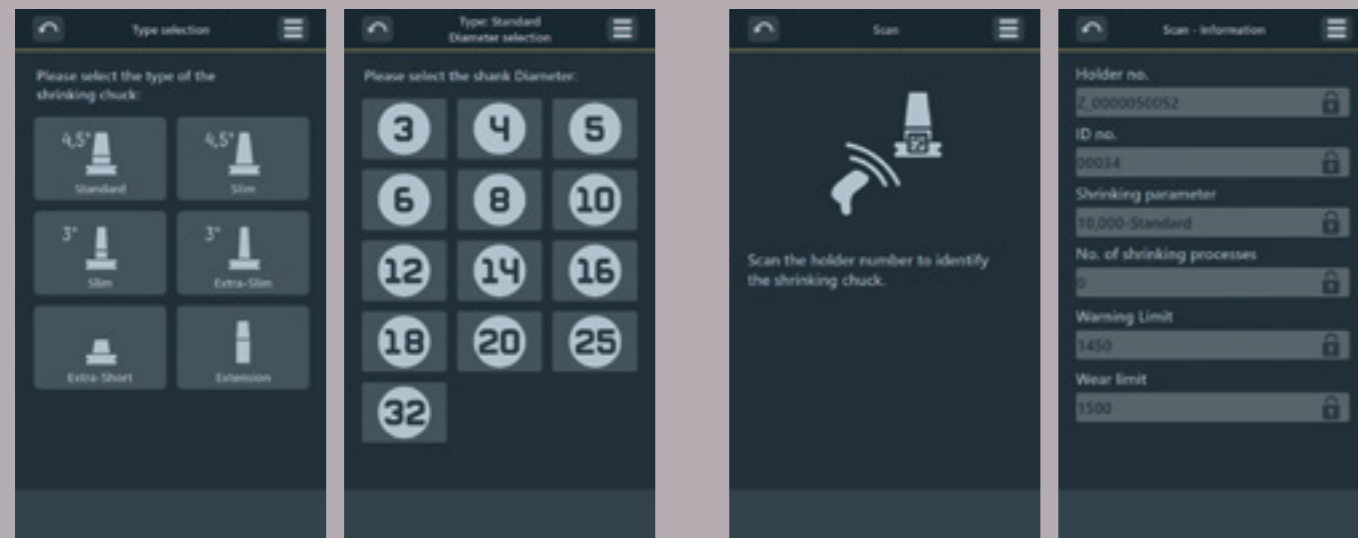 Type selection
Please select the type of the
shrinking chuck:
4,5°
Standard
4,5°
Slim
3°
Slim
3°
Extra-Slim
Extra-Short
Extension
Type: Standard
Diameter selection
Please select the shank Diameter:
3
4
5
6
8
10
12
14
16
18
20
25
32
Scan
Scan the holder number to identify
the shrinking chuck.
Scan - Information
Holder no.
Z_0000050052
ID no.
00034
Shrinking parameter
10,000-Standard
No. of shrinking processes
0
Warning Limit
1450
Wear limit
1500